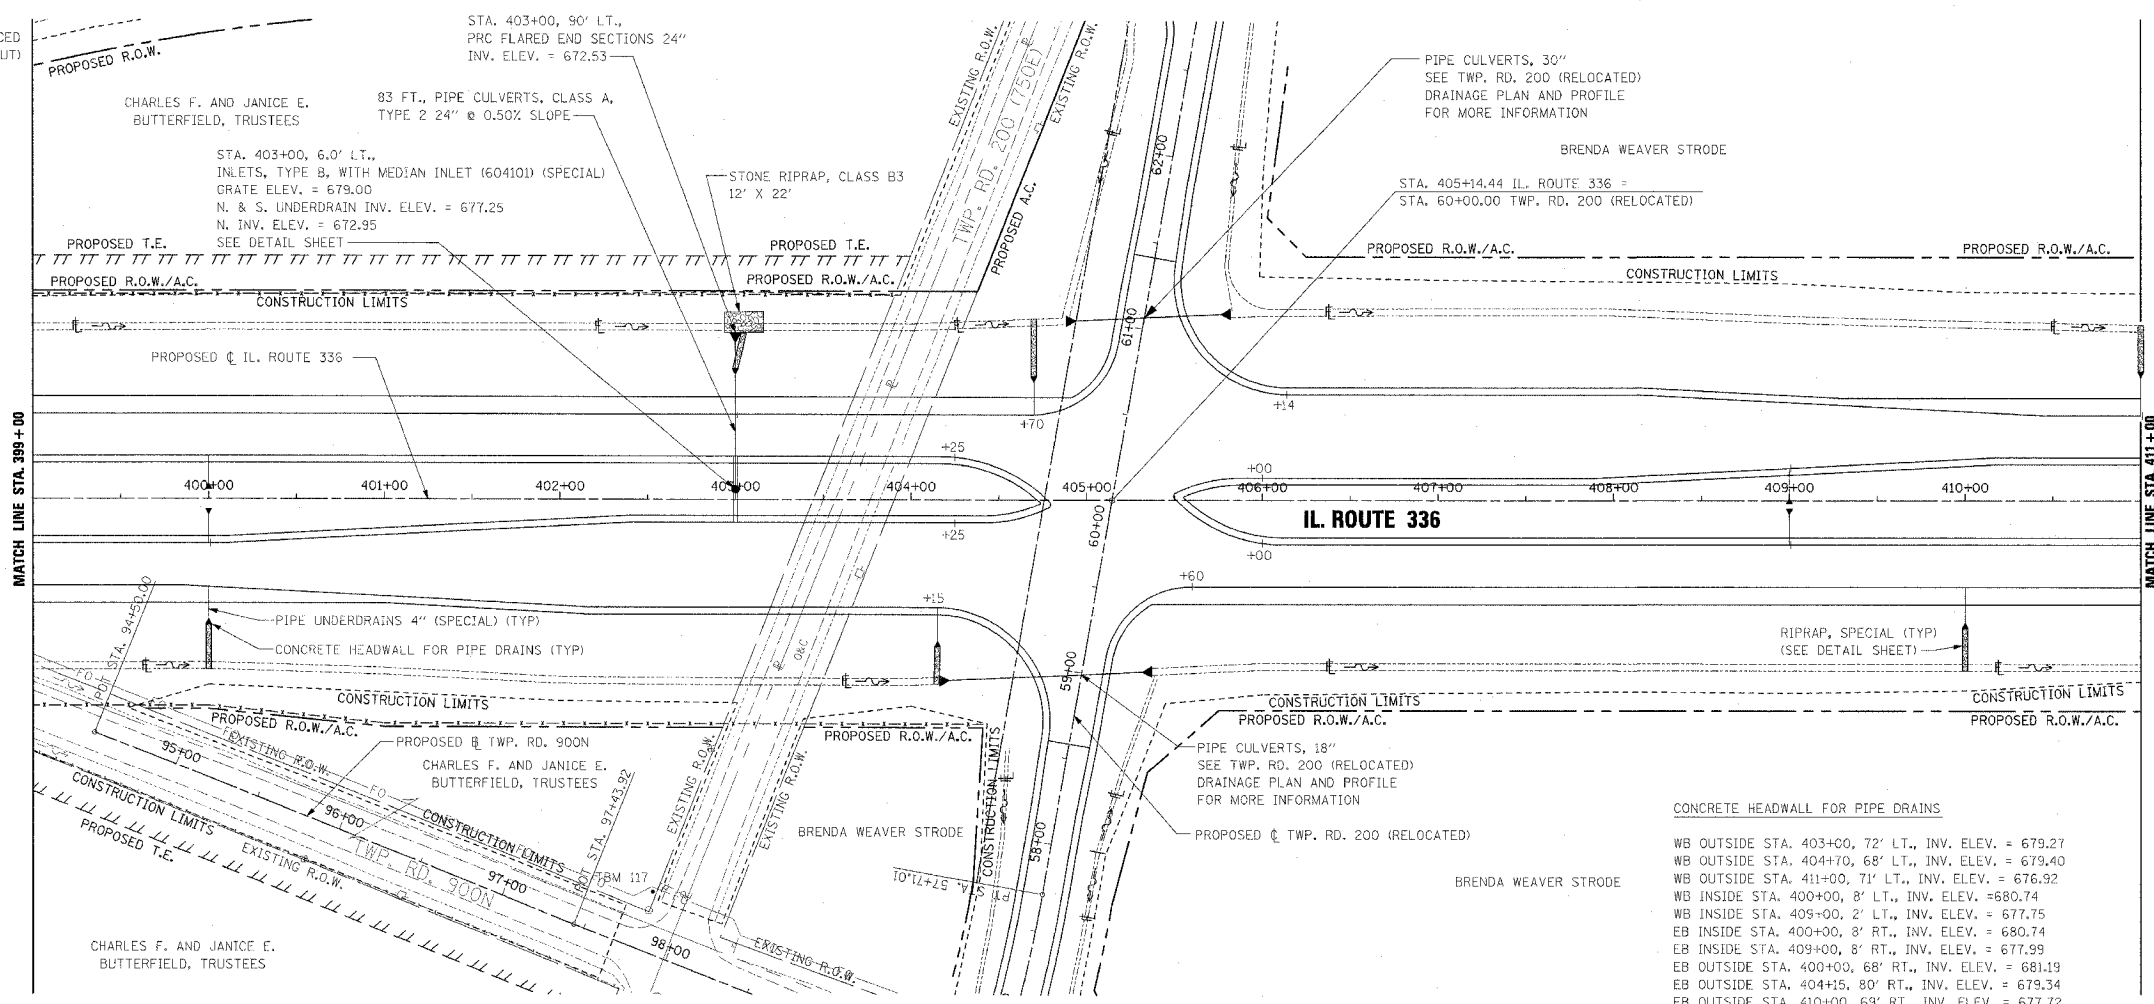 CED
UT)
PROPOSED R.O.W.
STA. 403+00, 90' LT.,
PRC FLARED END SECTIONS 24"
INV. ELEV. = 672.53
CHARLES F. AND JANICE E.
BUTTERFIELD, TRUSTEES
83 FT., PIPE CULVERTS, CLASS A,
TYPE 2 24" @ 0.50% SLOPE
STA. 403+00, 6.0' LT.,
INLETS, TYPE B, WITH MEDIAN INLET (604101) (SPECIAL)
GRATE ELEV. = 679.00
N. & S. UNDERDRAIN INV. ELEV. = 677.25
N. INV. ELEV. = 672.95
SEE DETAIL SHEET
STONE RIPRAP, CLASS B3
12' X 22'
EXISTING R.O.W.
TWP. RD. 200 (750E)
EXISTING R.O.W.
PROPOSED A.C.
PIPE CULVERTS, 30"
SEE TWP. RD. 200 (RELOCATED)
DRAINAGE PLAN AND PROFILE
FOR MORE INFORMATION
BRENDA WEAVER STRODE
STA. 405+14.44 IL. ROUTE 336 =
STA. 60+00.00 TWP. RD. 200 (RELOCATED)
62+00
61+00
PROPOSED T.E.
PROPOSED T.E.
PROPOSED R.O.W./A.C.
PROPOSED R.O.W./A.C.
CONSTRUCTION LIMITS
PROPOSED R.O.W./A.C.
PROPOSED R.O.W./A.C.
CONSTRUCTION LIMITS
PROPOSED ℄ IL. ROUTE 336
+70
+14
+25
+00
400+00
401+00
402+00
403+00
404+00
405+00
406+00
407+00
408+00
409+00
410+00
MATCH LINE STA. 399+00
MATCH LINE STA. 411+00
IL. ROUTE 336
60+00
+25
+00
+60
+15
O&C
PIPE UNDERDRAINS 4" (SPECIAL) (TYP)
CONCRETE HEADWALL FOR PIPE DRAINS (TYP)
POT STA. 94+50.00
FO
RIPRAP, SPECIAL (TYP)
(SEE DETAIL SHEET)
59+00
CONSTRUCTION LIMITS
PROPOSED R.O.W./A.C.
PROPOSED R.O.W./A.C.
CONSTRUCTION LIMITS
PROPOSED R.O.W./A.C.
CONSTRUCTION LIMITS
PROPOSED R.O.W./A.C.
95+00
EXISTING R.O.W.
PROPOSED ℄ TWP. RD. 900N
CHARLES F. AND JANICE E.
BUTTERFIELD, TRUSTEES
FO
CONSTRUCTION LIMITS
PROPOSED T.E.
EXISTING R.O.W.
96+00
CONSTRUCTION LIMITS
TWP. RD. 900N
97+00
POT STA. 97+43.92
TBM 117
98+00
EXISTING R.O.W.
EXISTING R.O.W.
EXISTING R.O.W.
BRENDA WEAVER STRODE
CONSTRUCTION LIMITS
STA. 57+71.01
58+00
PIPE CULVERTS, 18"
SEE TWP. RD. 200 (RELOCATED)
DRAINAGE PLAN AND PROFILE
FOR MORE INFORMATION
PROPOSED ℄ TWP. RD. 200 (RELOCATED)
BRENDA WEAVER STRODE
CHARLES F. AND JANICE E.
BUTTERFIELD, TRUSTEES
CONCRETE HEADWALL FOR PIPE DRAINS
WB OUTSIDE STA. 403+00, 72' LT., INV. ELEV. = 679.27
WB OUTSIDE STA. 404+70, 68' LT., INV. ELEV. = 679.40
WB OUTSIDE STA. 411+00, 71' LT., INV. ELEV. = 676.92
WB INSIDE STA. 400+00, 8' LT., INV. ELEV. =680.74
WB INSIDE STA. 409+00, 2' LT., INV. ELEV. = 677.75
EB INSIDE STA. 400+00, 8' RT., INV. ELEV. = 680.74
EB INSIDE STA. 409+00, 8' RT., INV. ELEV. = 677.99
EB OUTSIDE STA. 400+00, 68' RT., INV. ELEV. = 681.19
EB OUTSIDE STA. 404+15, 80' RT., INV. ELEV. = 679.34
EB OUTSIDE STA. 410+00, 69' RT., INV. ELEV. = 677.72